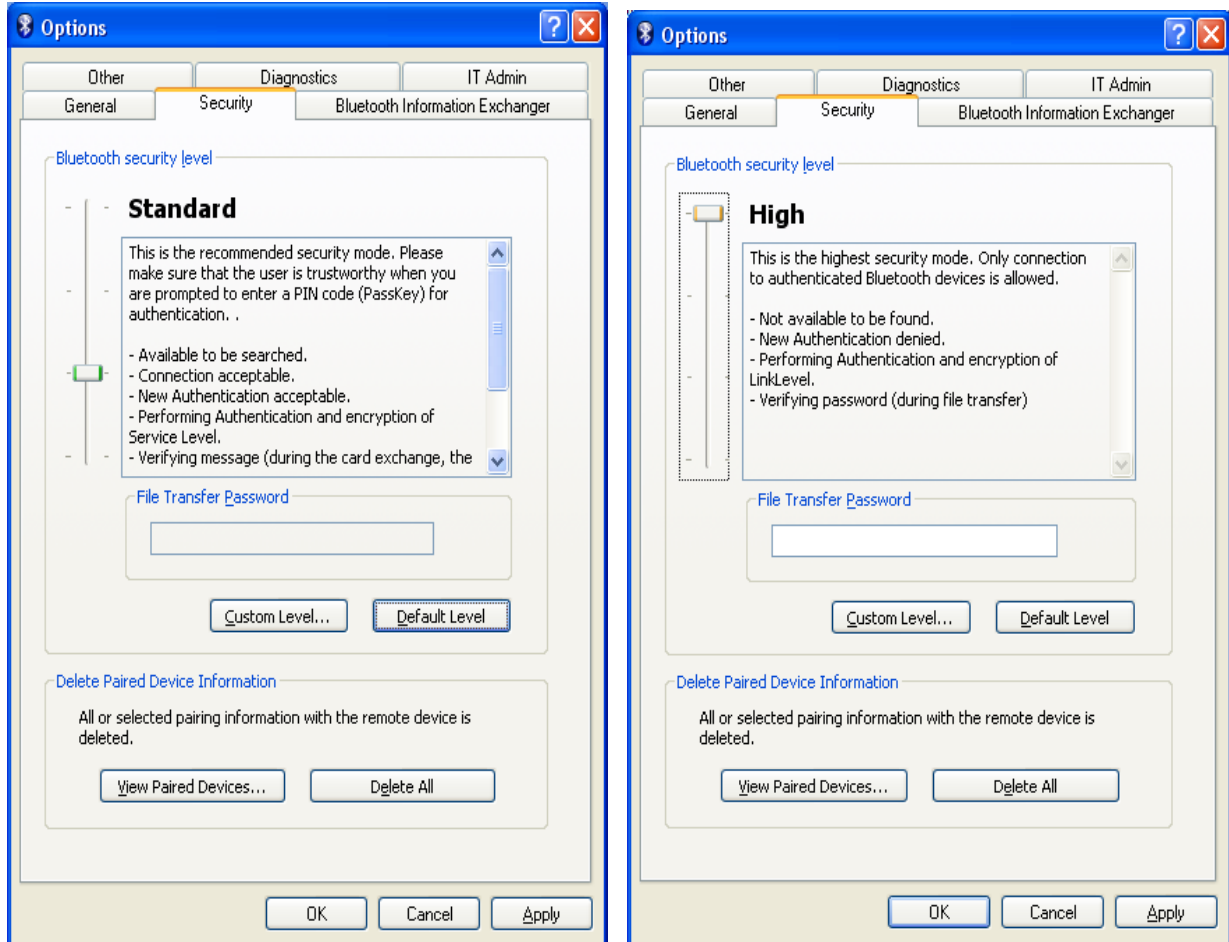 Options
Other
Diagnostics
IT Admin
General
Security
Bluetooth Information Exchanger
Bluetooth security level
Standard
This is the recommended security mode. Please
make sure that the user is trustworthy when you
are prompted to enter a PIN code (PassKey) for
authentication. .
- Available to be searched.
- Connection acceptable.
- New Authentication acceptable.
- Performing Authentication and encryption of
Service Level.
- Verifying message (during the card exchange, the
File Transfer Password
Custom Level...
Default Level
Delete Paired Device Information
All or selected pairing information with the remote device is
deleted.
View Paired Devices...
Delete All
OK
Cancel
Apply
Options
Other
Diagnostics
IT Admin
General
Security
Bluetooth Information Exchanger
Bluetooth security level
High
This is the highest security mode. Only connection
to authenticated Bluetooth devices is allowed.
- Not available to be found.
- New Authentication denied.
- Performing Authentication and encryption of
LinkLevel.
- Verifying password (during file transfer)
File Transfer Password
Custom Level...
Default Level
Delete Paired Device Information
All or selected pairing information with the remote device is
deleted.
View Paired Devices...
Delete All
OK
Cancel
Apply